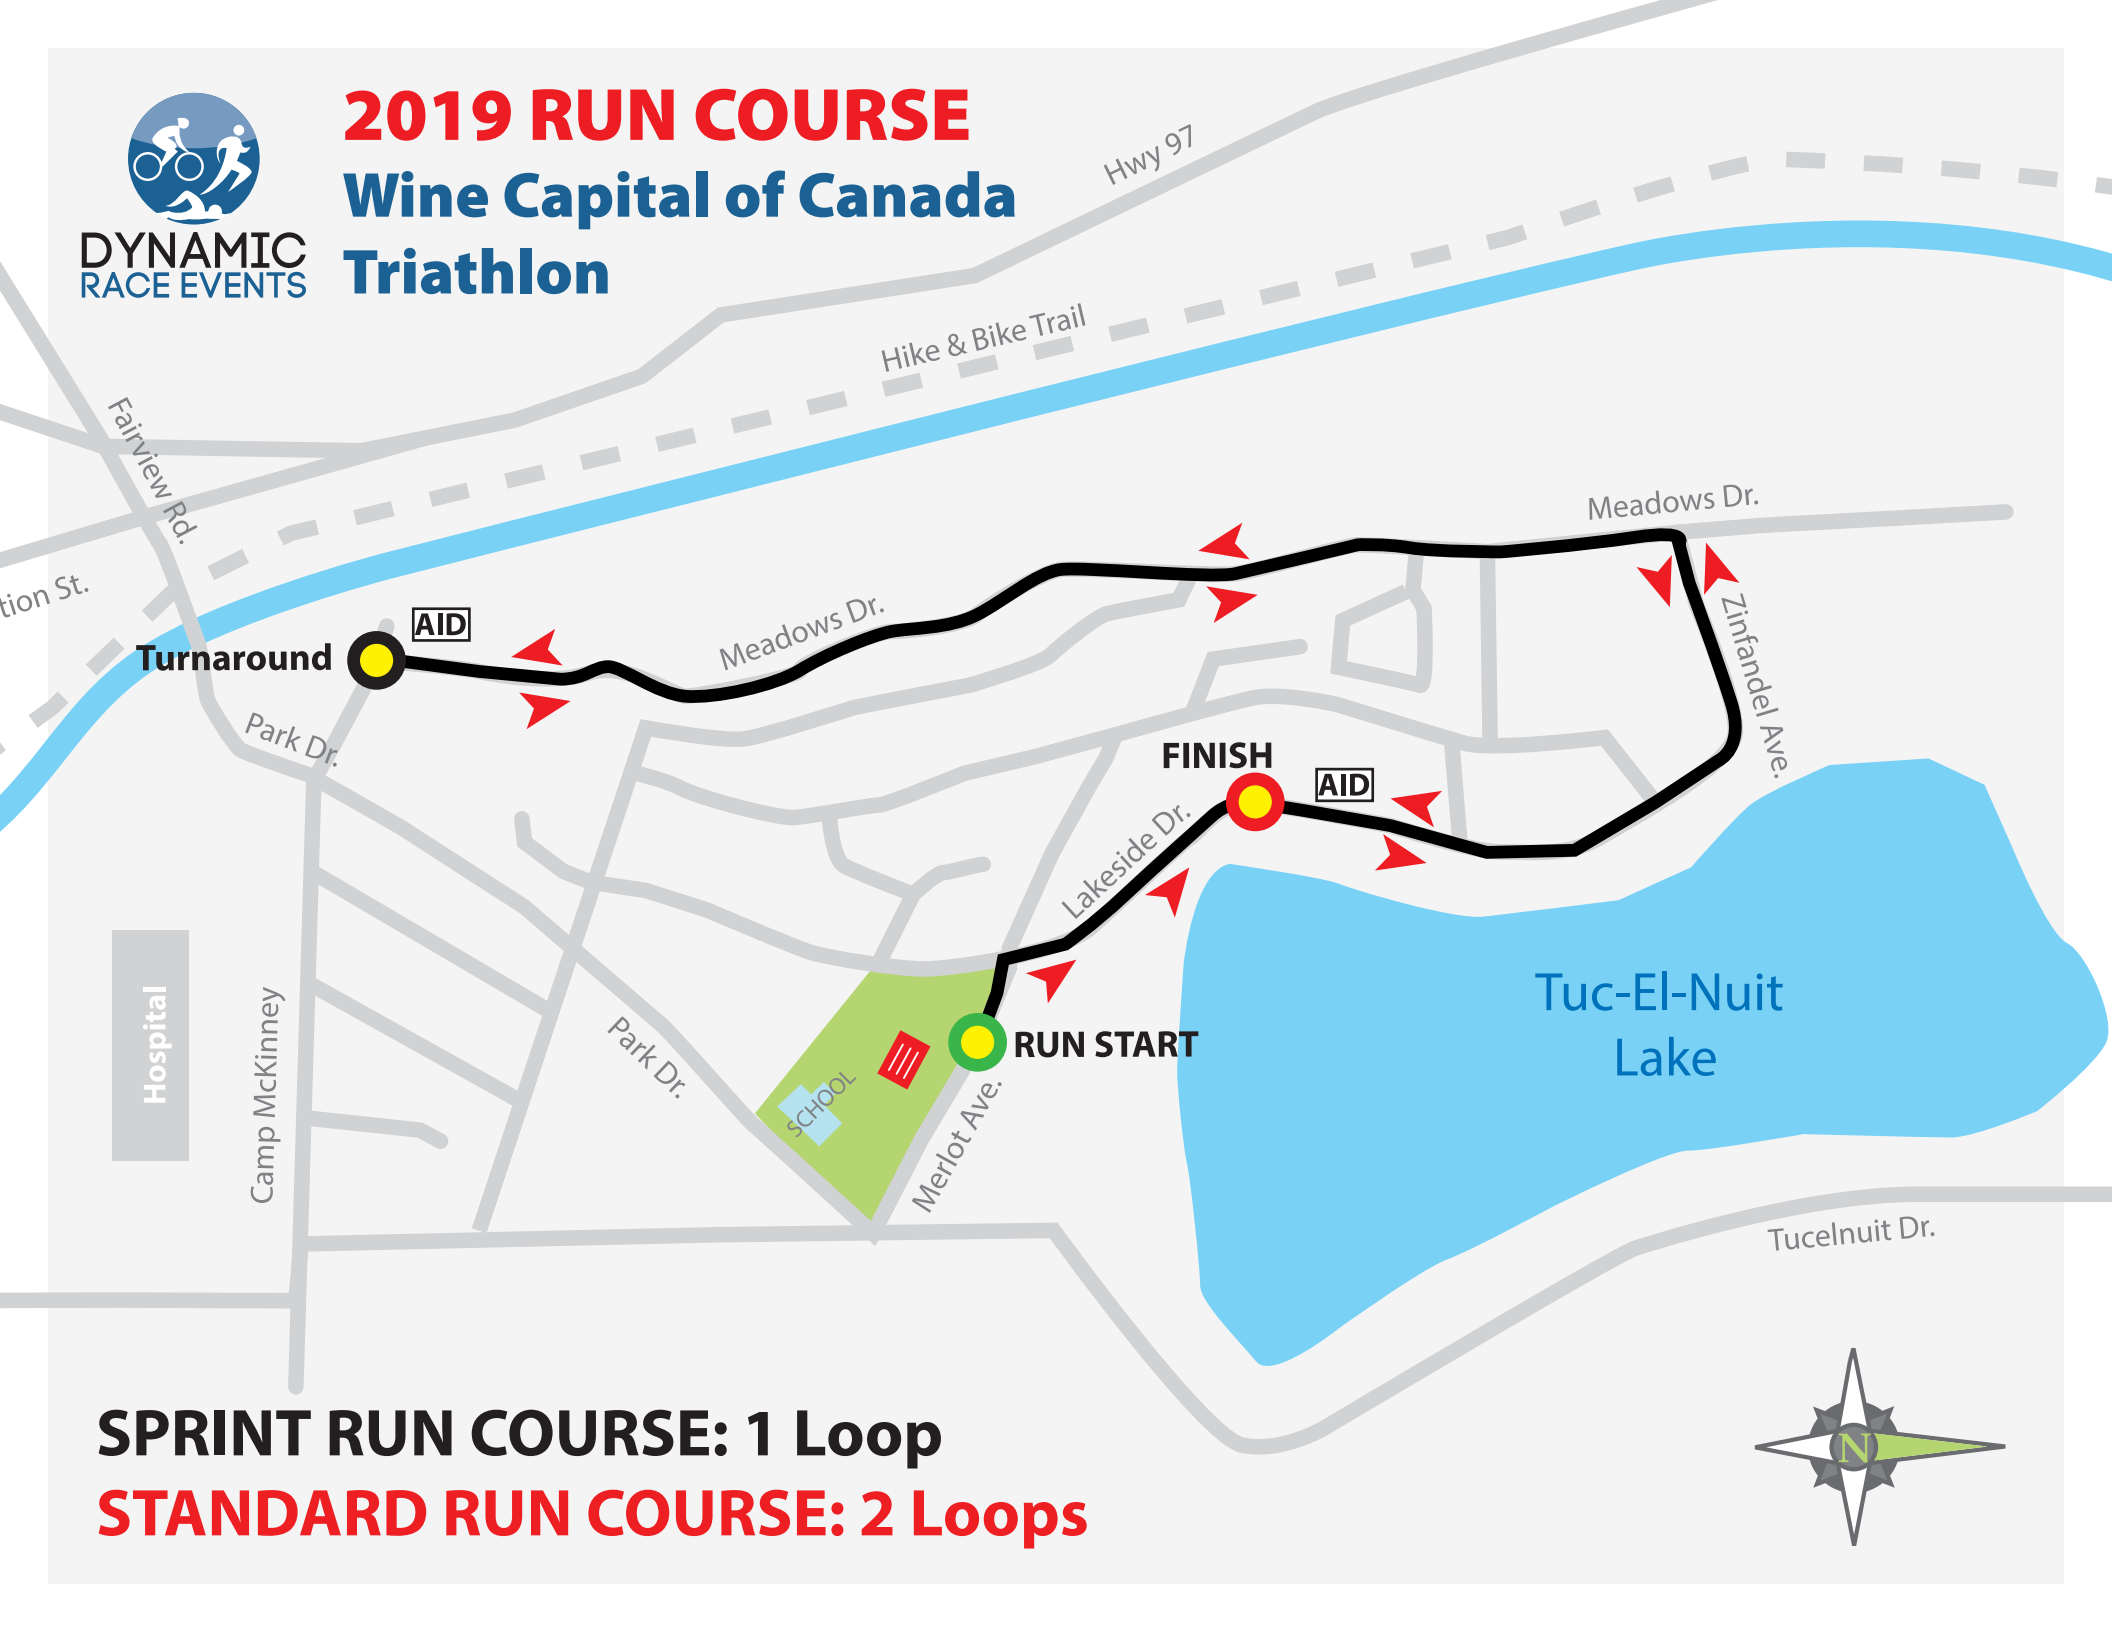 2019 RUN COURSE
Wine Capital of Canada
Triathlon
DYNAMIC
RACE EVENTS
Hwy 97
Hike & Bike Trail
Fairview Rd.
tion St.
Meadows Dr.
Zinfandel Ave.
AID
Turnaround
Meadows Dr.
Park Dr.
FINISH
AID
Lakeside Dr.
Hospital
Camp McKinney
Park Dr.
SCHOOL
RUN START
Merlot Ave.
Tuc-El-Nuit
Lake
Tucelnuit Dr.
SPRINT RUN COURSE: 1 Loop
STANDARD RUN COURSE: 2 Loops
N